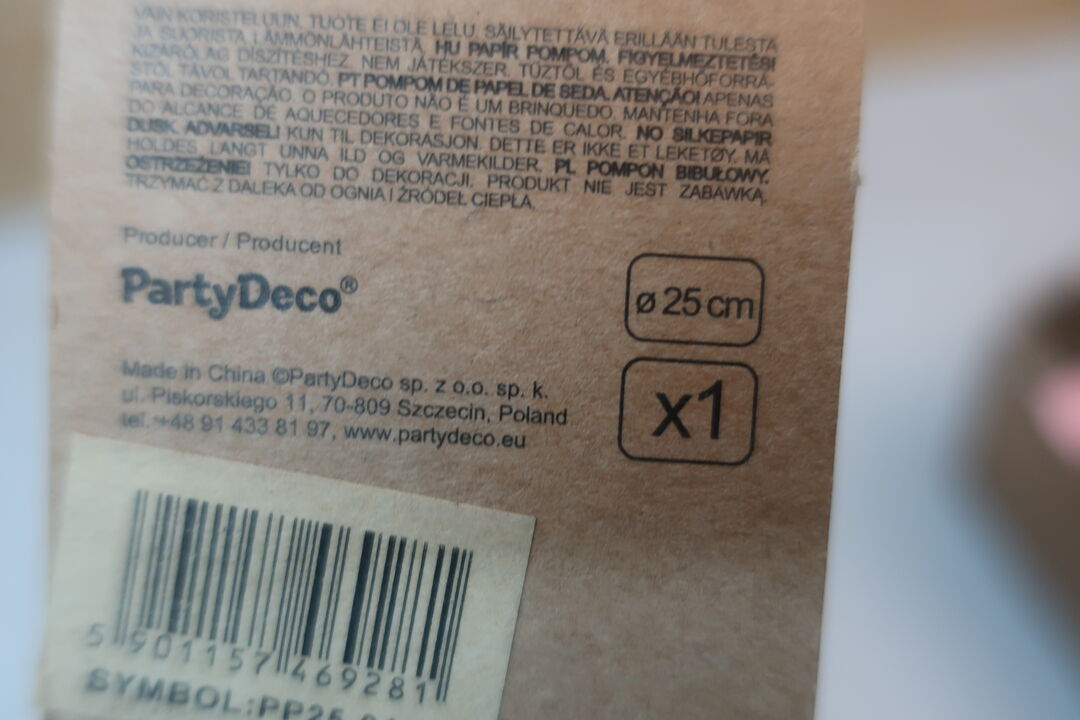 VAIN KORISTELUUN. TUOTE EI OLE LELU. SÄILYTETTÄVÄ ERILLÄÄN TULESTA
JA SUORISTA LÄMMÖNLÄHTEISTÄ. HU PAPÍR POMPOM. FIGYELMEZTETÉS!
KIZÁRÓLAG DÍSZÍTÉSHEZ. NEM JÁTÉKSZER. TŰZTŐL ÉS EGYÉBHŐFORRÁ-
STÓL TÁVOL TARTANDÓ. PT POMPOM DE PAPEL DE SEDA. ATENÇÃO! APENAS
PARA DECORAÇÃO. O PRODUTO NÃO É UM BRINQUEDO. MANTENHA FORA
DO ALCANCE DE AQUECEDORES E FONTES DE CALOR. NO SILKEPAPIR
DUSK. ADVARSEL! KUN TIL DEKORASJON. DETTE ER IKKE ET LEKETØY. MÅ
HOLDES LANGT UNNA ILD OG VARMEKILDER. PL POMPON BIBUŁOWY.
OSTRZEŻENIE! TYLKO DO DEKORACJI. PRODUKT NIE JEST ZABAWKĄ.
TRZYMAĆ Z DALEKA OD OGNIA I ŹRÓDEŁ CIEPŁA.
Producer / Producent
PartyDeco®
ø 25 cm
x1
Made in China ©PartyDeco sp. z o.o. sp. k.
ul. Piskorskiego 11, 70-809 Szczecin, Poland
tel. +48 91 433 81 97, www.partydeco.eu
5 901157 469281
SYMBOL:PP25-